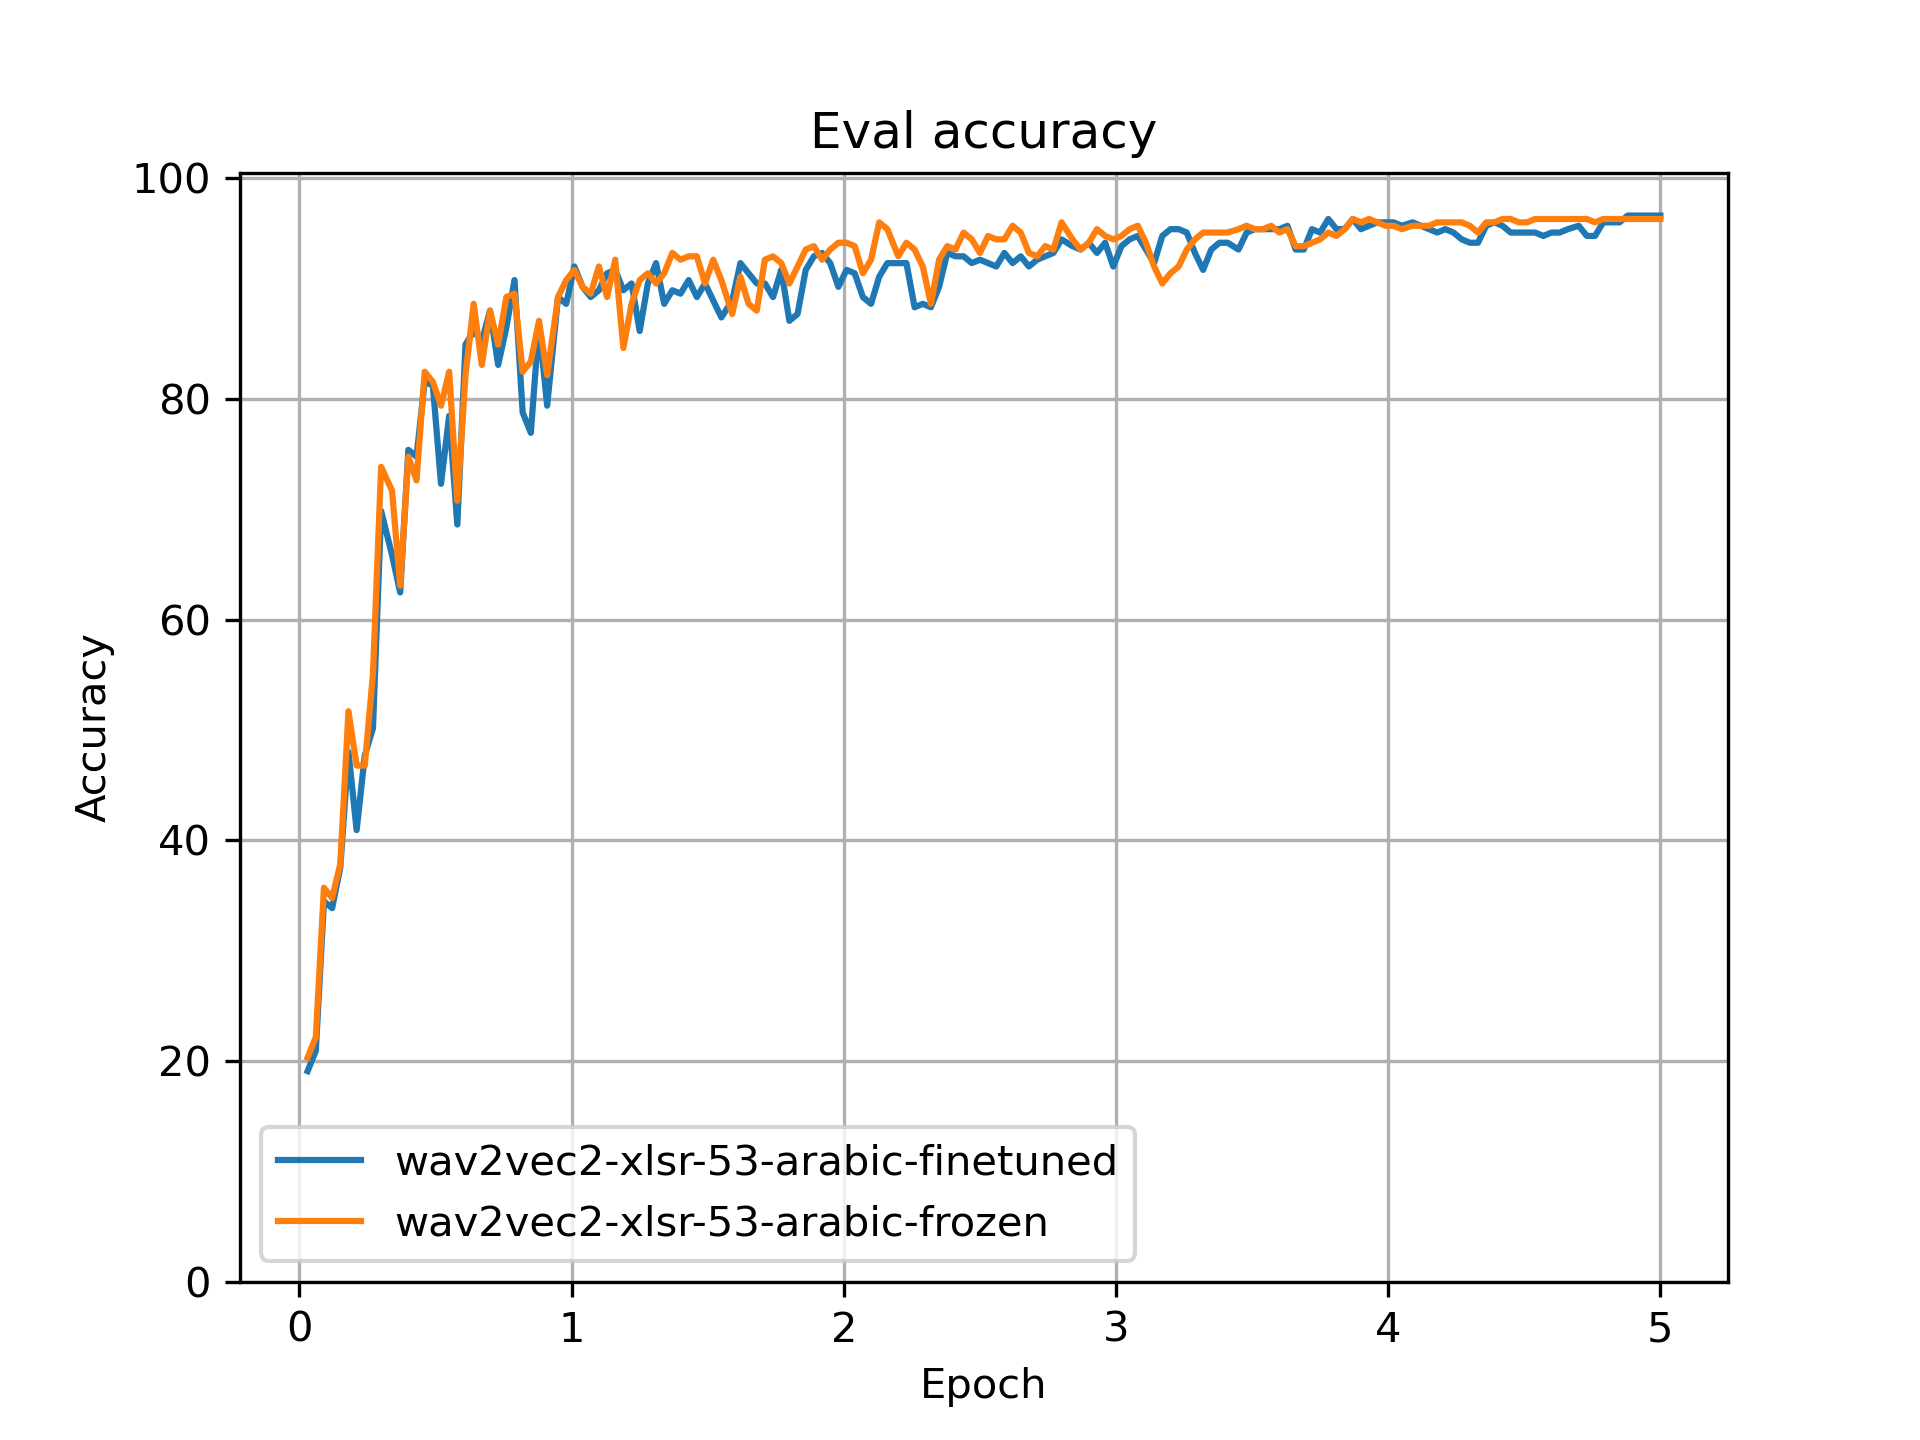 Eval accuracy
100
80
60
40
20
0
Accuracy
wav2vec2-xlsr-53-arabic-finetuned
wav2vec2-xlsr-53-arabic-frozen
0 1 2 3 4 5
Epoch